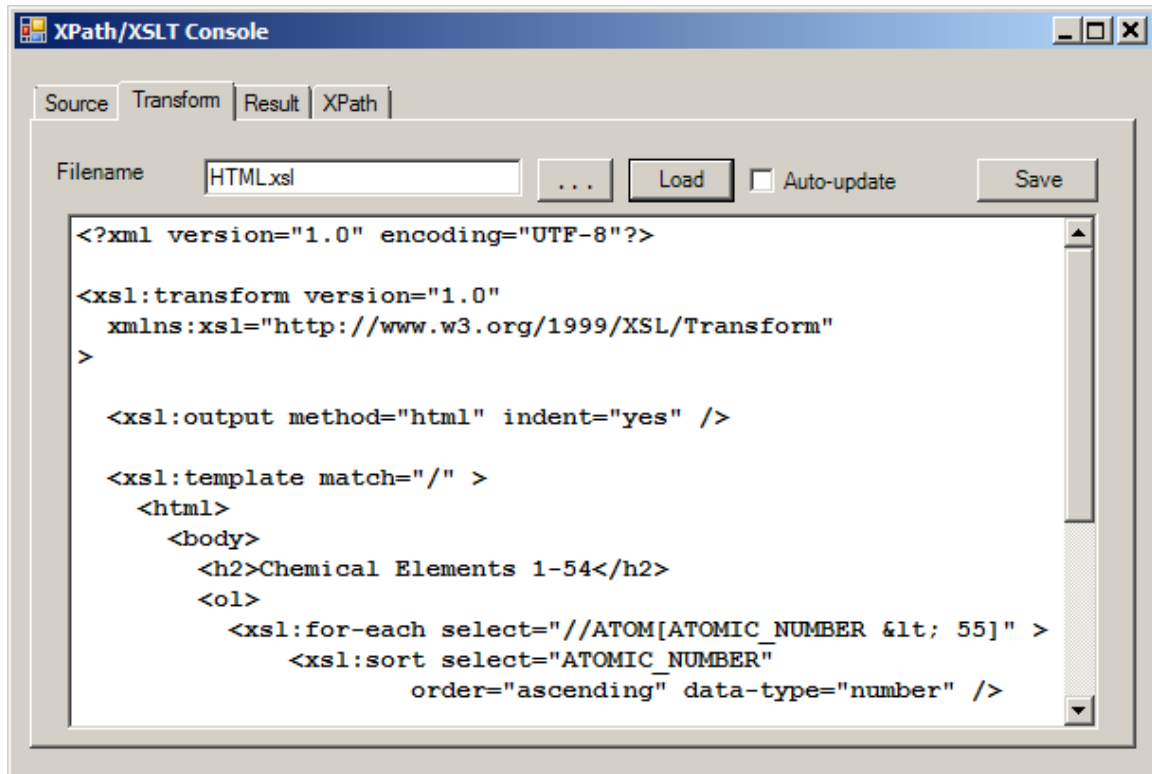 XPath/XSLT Console
Source Transform Result XPath
Filename HTML.xsl ... Load Auto-update Save
<?xml version="1.0" encoding="UTF-8"?>
<xsl:transform version="1.0"
xmlns:xsl="http://www.w3.org/1999/XSL/Transform"
>
<xsl:output method="html" indent="yes" />
<xsl:template match="/" >
<html>
<body>
<h2>Chemical Elements 1-54</h2>
<ol>
<xsl:for-each select="//ATOM[ATOMIC_NUMBER &lt; 55]" >
<xsl:sort select="ATOMIC_NUMBER"
order="ascending" data-type="number" />